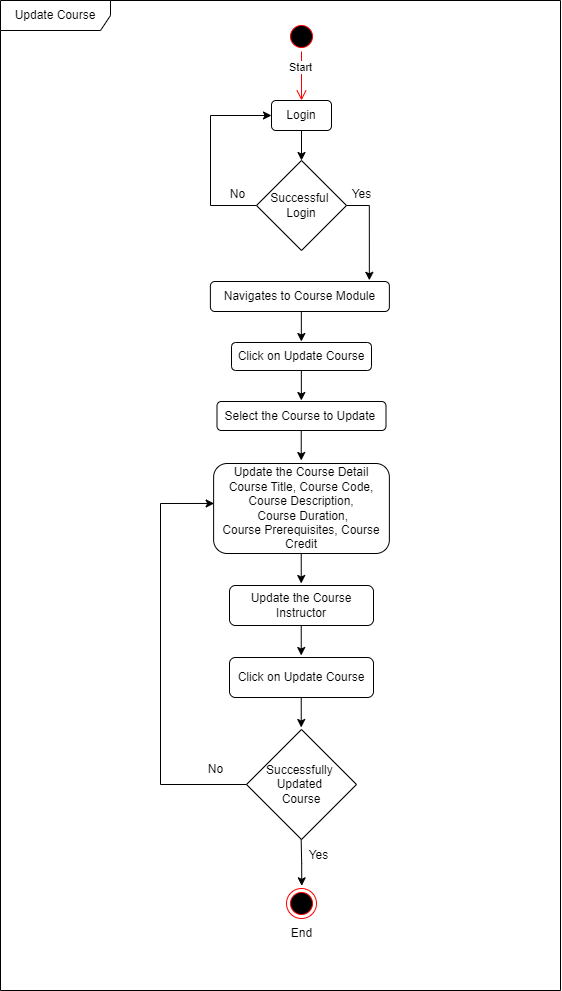 Update Course
Start
Login
No
Yes
Successful
Login
Navigates to Course Module
Click on Update Course
Select the Course to Update
Update the Course Detail
Course Title, Course Code,
Course Description,
Course Duration,
Course Prerequisites, Course
Credit
Update the Course
Instructor
Click on Update Course
No
Successfully
Updated
Course
Yes
End